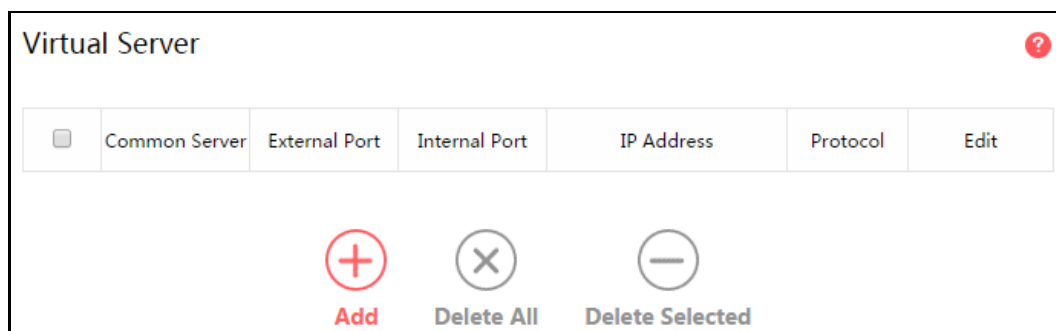 Virtual Server
?
Common Server External Port Internal Port IP Address Protocol Edit
Add Delete All Delete Selected